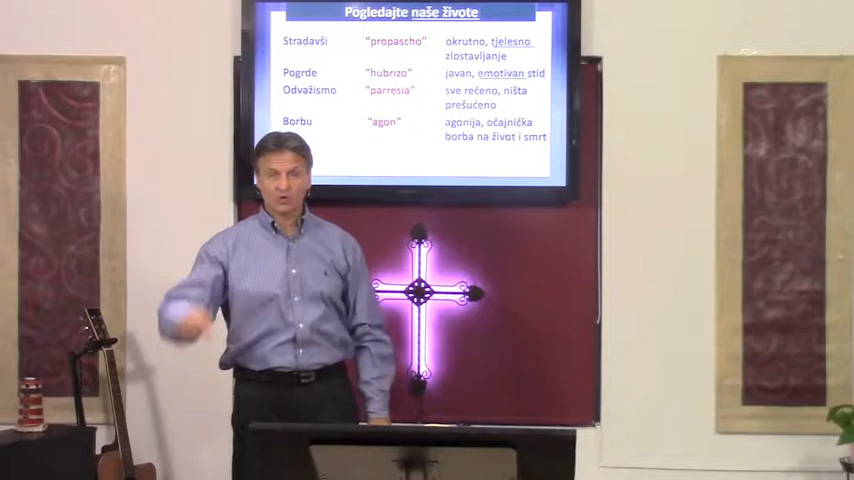 Pogledajte naše živote
Stradavši "propascho" okrutno, tjelesno
zlostavljanje
Pogrde "hubrizo" javan, emotivan stid
Odvažismo "parresia" sve rečeno, ništa
prešućeno
Borbu "agon" agonija, očajnička
borba na život i smrt